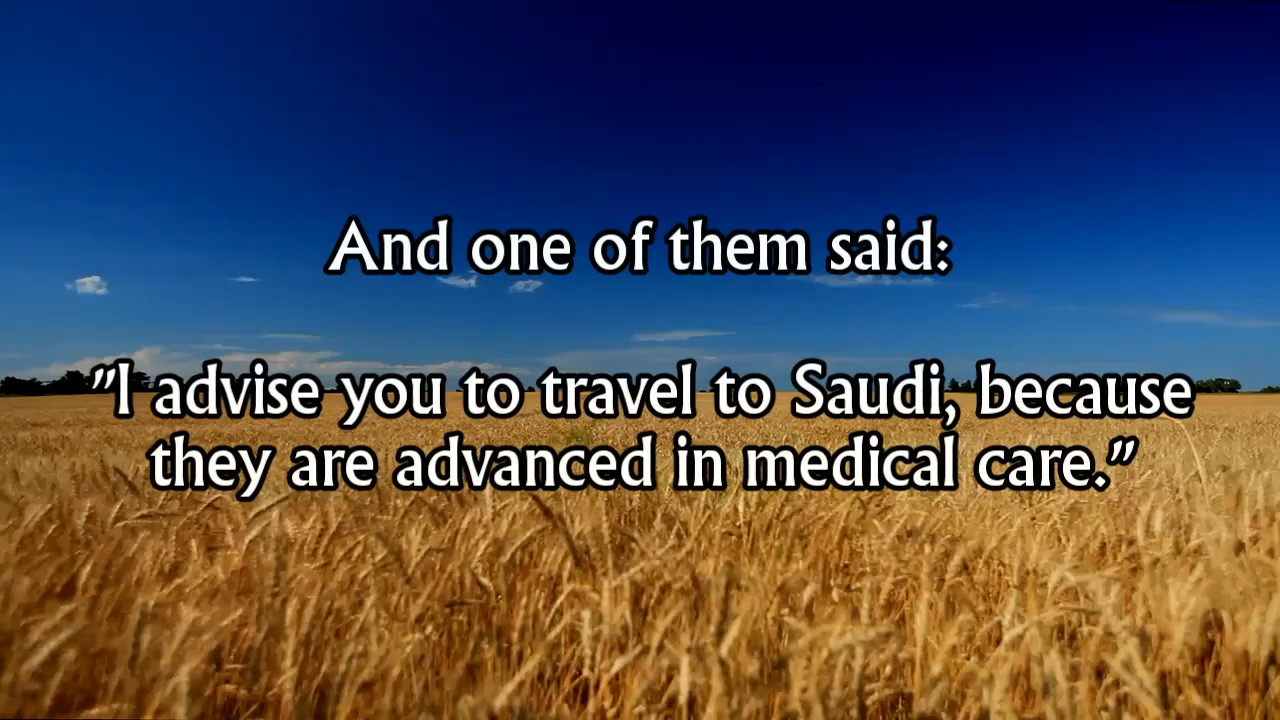 And one of them said:
"I advise you to travel to Saudi, because
they are advanced in medical care."